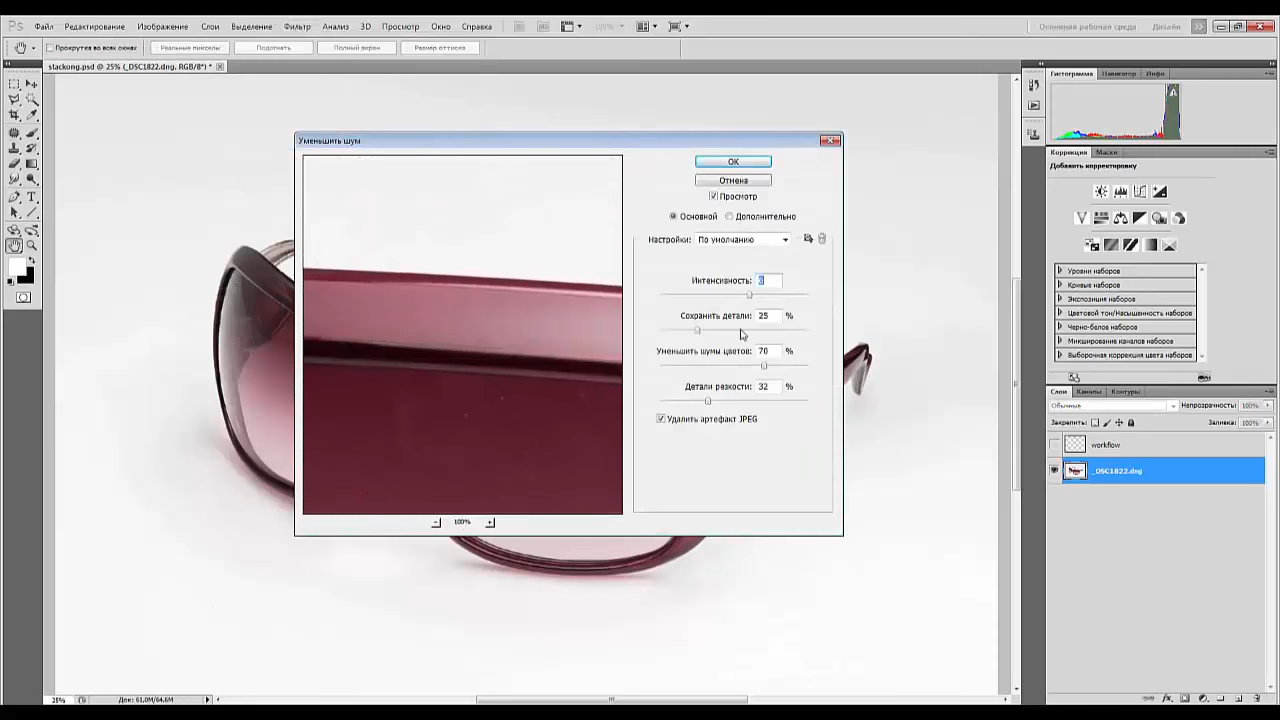 Ps Файл Редактирование Изображение Слои Выделение Фильтр Анализ 3D Просмотр Окно Справка 100% Основная рабочая среда Дизайн
Прокрутка во всех окнах Реальные пикселы Подогнать Полный экран Размер оттиска
stackong.psd @ 25% (_DSC1822.dng, RGB/8*) *
Гистограмма Навигатор Инфо
Коррекция Маски
Добавить корректировку
Уровни наборов
Кривые наборов
Экспозиция наборов
Цветовой тон/Насыщенность наборов
Черно-белое наборов
Микширование каналов наборов
Выборочная коррекция цвета наборов
Слои Каналы Контуры
Обычные Непрозрачность: 100%
Закрепить: Заливка: 100%
workflow
_DSC1822.dng
Уменьшить шум
ОК
Отмена
Просмотр
Основной Дополнительно
Настройки: По умолчанию
Интенсивность:
Сохранить детали: 25 %
Уменьшить шумы цветов: 70 %
Детали резкости: 32 %
Удалить артефакт JPEG
100%
25% Док: 61,0M/64,6M